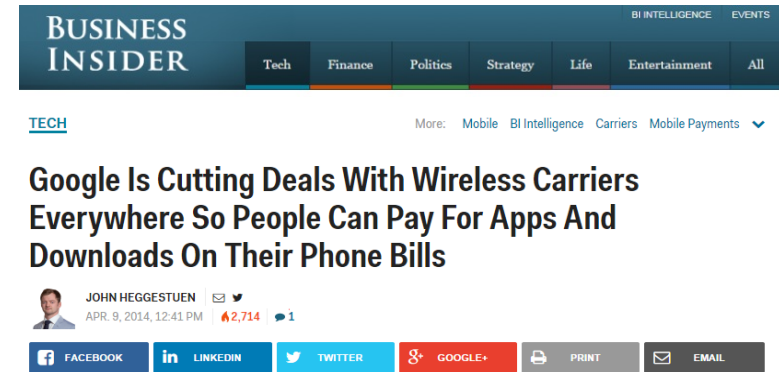 BI INTELLIGENCE EVENTS
BUSINESS
INSIDER
Tech Finance Politics Strategy Life Entertainment All
TECH
More: Mobile BI Intelligence Carriers Mobile Payments
Google Is Cutting Deals With Wireless Carriers
Everywhere So People Can Pay For Apps And
Downloads On Their Phone Bills
JOHN HEGGESTUEN
APR. 9, 2014, 12:41 PM 2,714 1
f FACEBOOK in LINKEDIN TWITTER g+ GOOGLE+ PRINT EMAIL